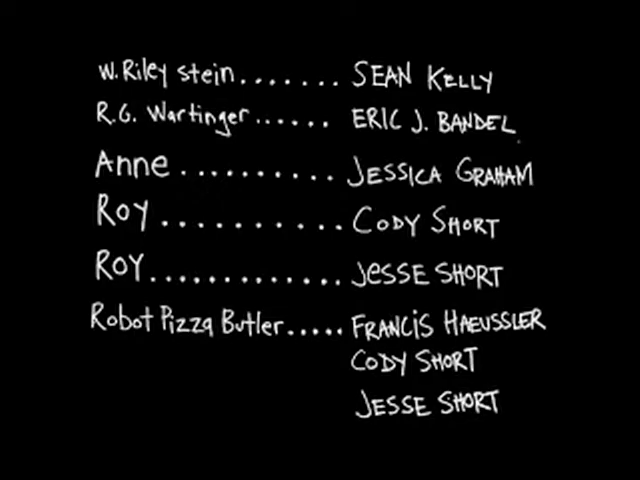 W. Riley Stein....... SEAN KELLY
R.G. Wartinger...... ERIC J. BANDEL
Anne .......... JESSICA GRAHAM
ROY .......... CODY SHORT
ROY........... JESSE SHORT
Robot Pizza Butler..... FRANCIS HAEUSSLER
CODY SHORT
JESSE SHORT